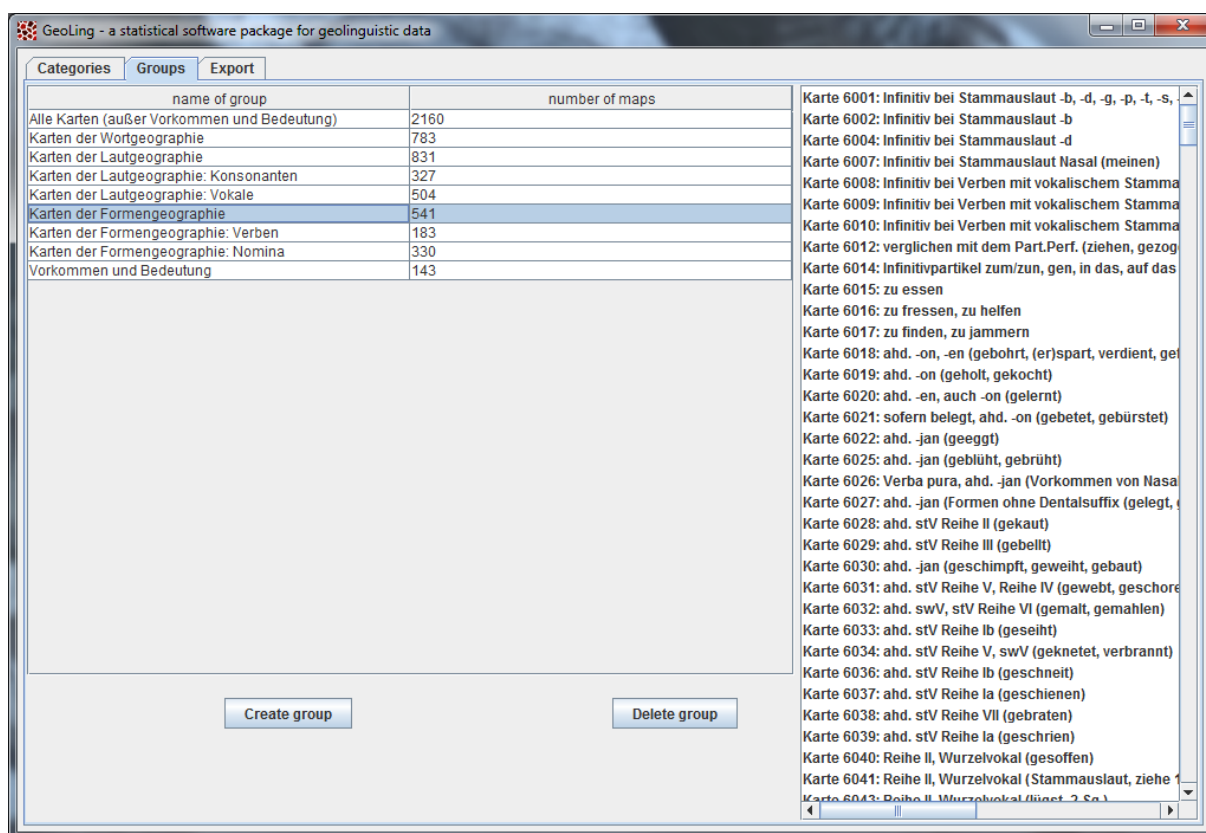 GeoLing - a statistical software package for geolinguistic data
Categories Groups Export
name of group number of maps
Alle Karten (außer Vorkommen und Bedeutung) 2160
Karten der Wortgeographie 783
Karten der Lautgeographie 831
Karten der Lautgeographie: Konsonanten 327
Karten der Lautgeographie: Vokale 504
Karten der Formengeographie 541
Karten der Formengeographie: Verben 183
Karten der Formengeographie: Nomina 330
Vorkommen und Bedeutung 143
Create group Delete group
Karte 6001: Infinitiv bei Stammauslaut -b, -d, -g, -p, -t, -s,
Karte 6002: Infinitiv bei Stammauslaut -b
Karte 6004: Infinitiv bei Stammauslaut -d
Karte 6007: Infinitiv bei Stammauslaut Nasal (meinen)
Karte 6008: Infinitiv bei Verben mit vokalischem Stamma
Karte 6009: Infinitiv bei Verben mit vokalischem Stamma
Karte 6010: Infinitiv bei Verben mit vokalischem Stamma
Karte 6012: verglichen mit dem Part.Perf. (ziehen, gezog
Karte 6014: Infinitivpartikel zum/zun, gen, in das, auf das
Karte 6015: zu essen
Karte 6016: zu fressen, zu helfen
Karte 6017: zu finden, zu jammern
Karte 6018: ahd. -on, -en (gebohrt, (er)spart, verdient, gef
Karte 6019: ahd. -on (geholt, gekocht)
Karte 6020: ahd. -en, auch -on (gelernt)
Karte 6021: sofern belegt, ahd. -on (gebetet, gebürstet)
Karte 6022: ahd. -jan (geeggt)
Karte 6025: ahd. -jan (geblüht, gebrüht)
Karte 6026: Verba pura, ahd. -jan (Vorkommen von Nasa
Karte 6027: ahd. -jan (Formen ohne Dentalsuffix (gelegt,
Karte 6028: ahd. stV Reihe II (gekaut)
Karte 6029: ahd. stV Reihe III (gebellt)
Karte 6030: ahd. -jan (geschimpft, geweiht, gebaut)
Karte 6031: ahd. stV Reihe V, Reihe IV (gewebt, geschore
Karte 6032: ahd. swV, stV Reihe VI (gemalt, gemahlen)
Karte 6033: ahd. stV Reihe Ib (geseiht)
Karte 6034: ahd. stV Reihe V, swV (geknetet, verbrannt)
Karte 6036: ahd. stV Reihe Ib (geschneit)
Karte 6037: ahd. stV Reihe Ia (geschienen)
Karte 6038: ahd. stV Reihe VII (gebraten)
Karte 6039: ahd. stV Reihe Ia (geschrien)
Karte 6040: Reihe II, Wurzelvokal (gesoffen)
Karte 6041: Reihe II, Wurzelvokal (Stammauslaut, ziehe 1
Karte 6043: Reihe II, Wurzelvokal (lügst, 2.Sg.)